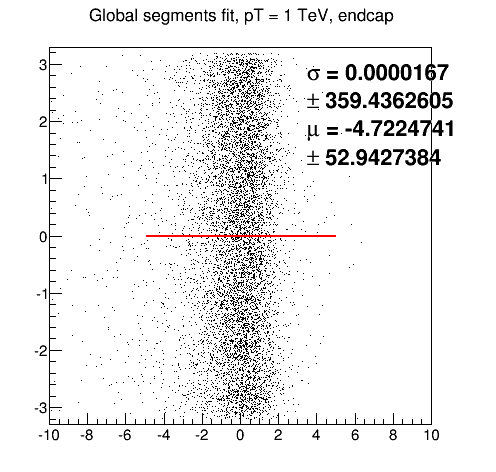 Global segments fit, pT = 1 TeV, endcap
σ = 0.0000167
± 359.4362605
μ = -4.7224741
± 52.9427384
3
2
1
0
-1
-2
-3
-10 -8 -6 -4 -2 0 2 4 6 8 10